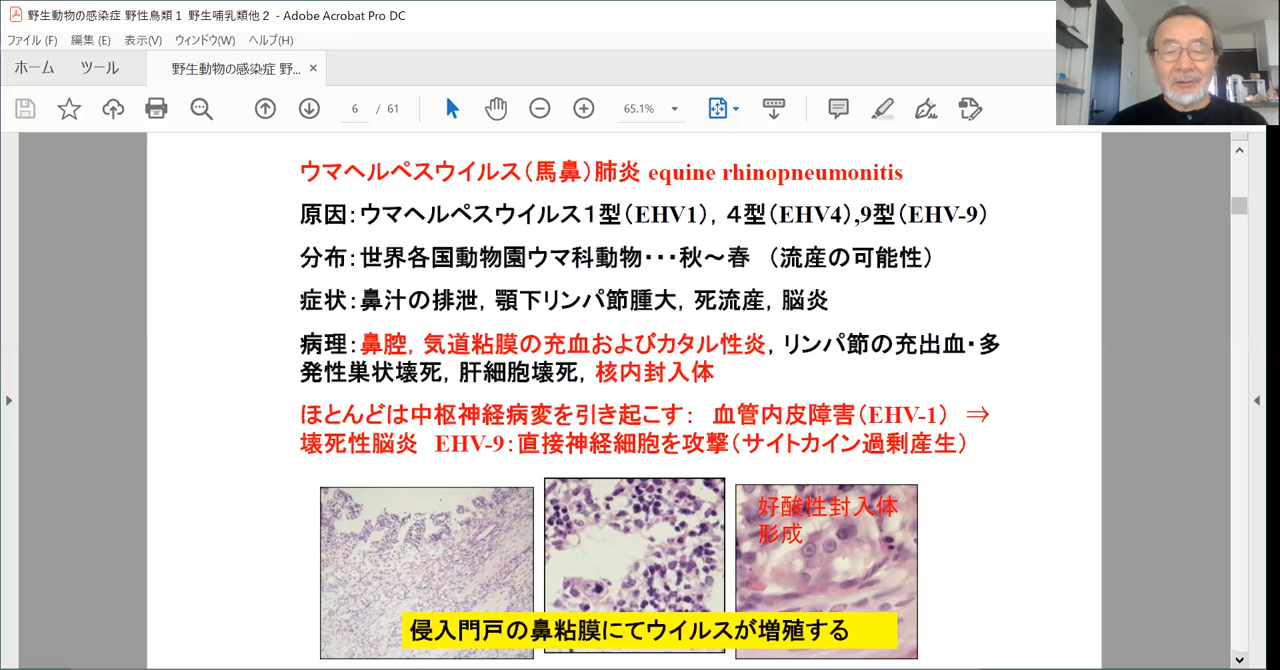 野生動物の感染症 野性鳥類１ 野生哺乳類他２ - Adobe Acrobat Pro DC
ファイル(F) 編集(E) 表示(V) ウィンドウ(W) ヘルプ(H)
ホーム ツール 野生動物の感染症 野... ×
6 / 61 65.1%
ウマヘルペスウイルス（馬鼻）肺炎 equine rhinopneumonitis
原因：ウマヘルペスウイルス１型（EHV1），４型（EHV4）,9型（EHV-9）
分布：世界各国動物園ウマ科動物・・・秋～春 （流産の可能性）
症状：鼻汁の排泄，顎下リンパ節腫大，死流産，脳炎
病理：鼻腔，気道粘膜の充血およびカタル性炎，リンパ節の充出血・多
発性巣状壊死，肝細胞壊死，核内封入体
ほとんどは中枢神経病変を引き起こす： 血管内皮障害（EHV-1） ⇒
壊死性脳炎 EHV-9：直接神経細胞を攻撃（サイトカイン過剰産生）
好酸性封入体
形成
侵入門戸の鼻粘膜にてウイルスが増殖する